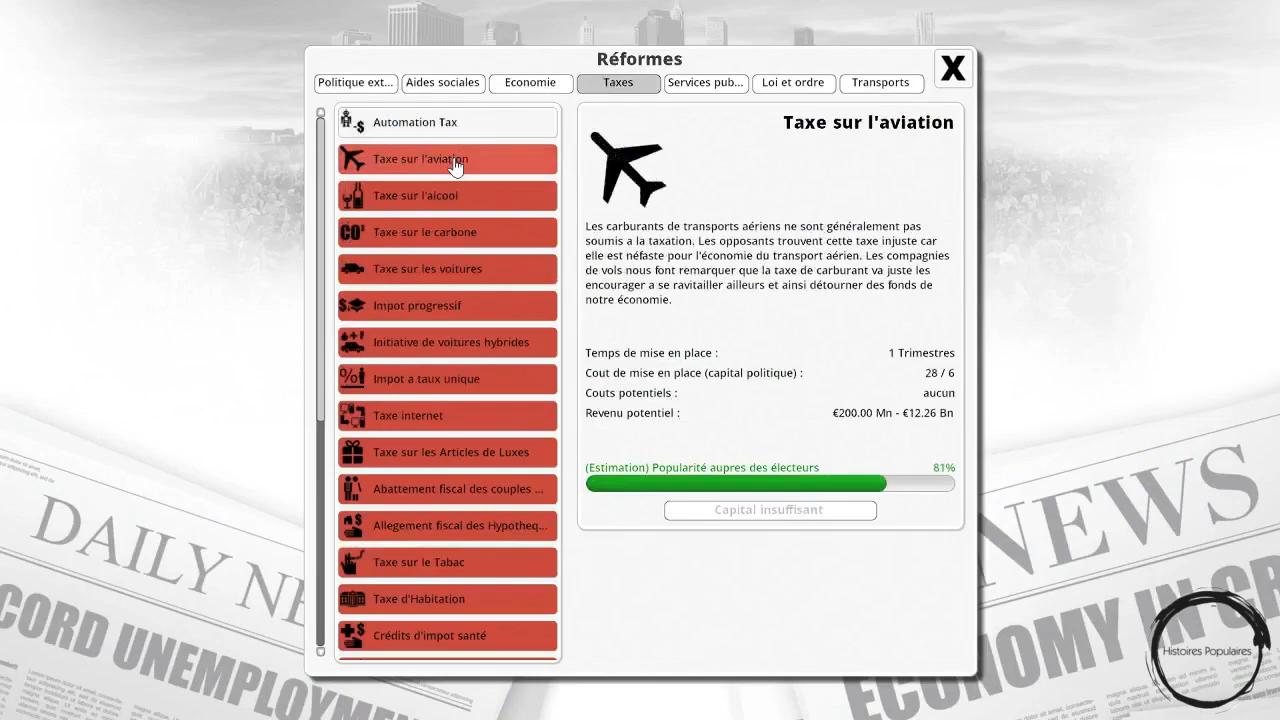 Réformes
X
Politique ext...
Aides sociales
Economie
Taxes
Services pub...
Loi et ordre
Transports
Automation Tax
Taxe sur l'aviation
Taxe sur l'alcool
Taxe sur le carbone
Taxe sur les voitures
Impot progressif
Initiative de voitures hybrides
Impot a taux unique
Taxe internet
Taxe sur les Articles de Luxes
Abattement fiscal des couples ...
Allegement fiscal des Hypotheq...
Taxe sur le Tabac
Taxe d'Habitation
Crédits d'impot santé
Taxe sur l'aviation
Les carburants de transports aériens ne sont généralement pas
soumis a la taxation. Les opposants trouvent cette taxe injuste car
elle est néfaste pour l'économie du transport aérien. Les compagnies
de vols nous font remarquer que la taxe de carburant va juste les
encourager a se ravitailler ailleurs et ainsi détourner des fonds de
notre économie.
Temps de mise en place : 1 Trimestres
Cout de mise en place (capital politique) : 28 / 6
Couts potentiels : aucun
Revenu potentiel : €200.00 Mn - €12.26 Bn
(Estimation) Popularité aupres des électeurs 81%
Capital insuffisant
DAILY NE
CORD UNEMPLOYM
NEWS
ECONOMY IN CR
Histoires Populaires